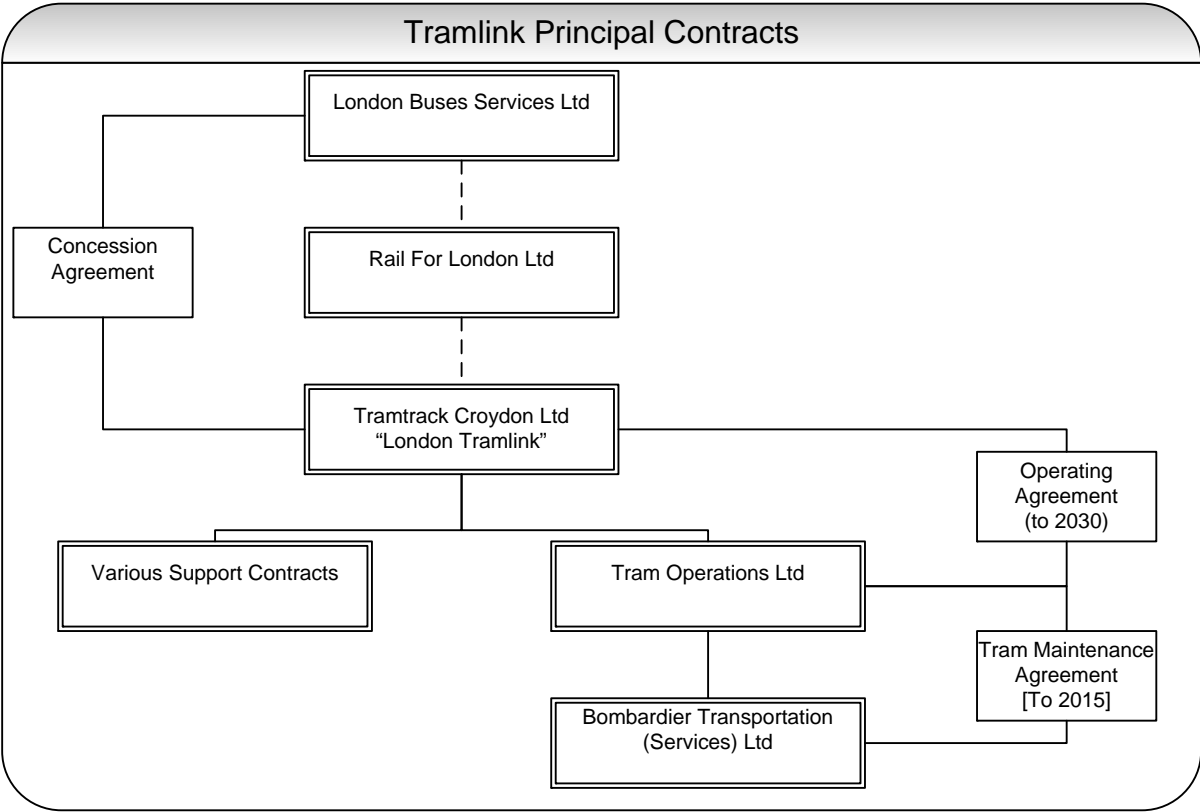 Tramlink Principal Contracts
London Buses Services Ltd
Concession
Agreement
Rail For London Ltd
Tramtrack Croydon Ltd
“London Tramlink”
Operating
Agreement
(to 2030)
Various Support Contracts
Tram Operations Ltd
Tram Maintenance
Agreement
[To 2015]
Bombardier Transportation
(Services) Ltd